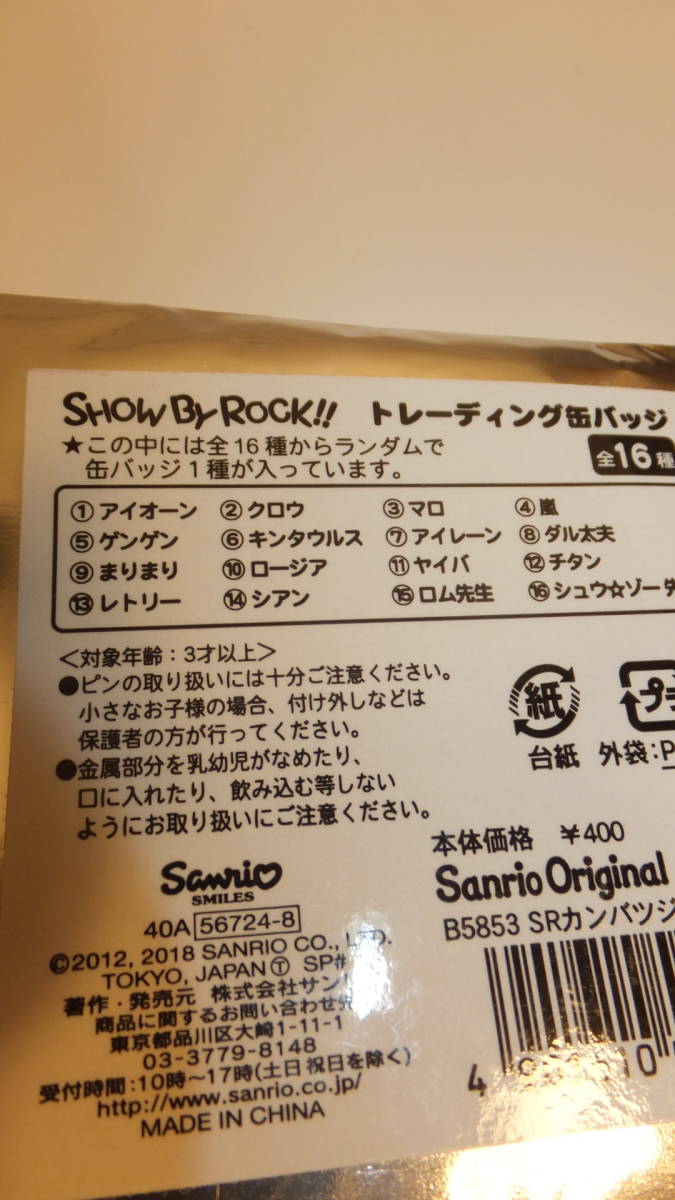 SHOW BY ROCK!! トレーディング缶バッジ
★この中には全16種からランダムで
缶バッジ1種が入っています。
全16種
①アイオーン ②クロウ ③マロ ④嵐
⑤ゲンゲン ⑥キンタウルス ⑦アイレーン ⑧ダル太夫
⑨まりまり ⑩ロージア ⑪ヤイバ ⑫チタン
⑬レトリー ⑭シアン ⑮ロム先生 ⑯シュウ☆ゾー
<対象年齢:3才以上>
●ピンの取り扱いには十分ご注意ください。
小さなお子様の場合、付け外しなどは
保護者の方が行ってください。
●金属部分を乳幼児がなめたり、
口に入れたり、飲み込む等しない
ようにお取り扱いにご注意ください。
紙
台紙 外袋:P
本体価格 ¥400
Sanrio
SMILES
Sanrio Original
40A 56724-8
B5853 SRカンバツジ
©2012, 2018 SANRIO CO., LTD.
TOKYO, JAPAN Ⓣ SP#
著作・発売元 株式会社サン
商品に関するお問い合わせ先
東京都品川区大崎1-11-1
03-3779-8148
受付時間:10時~17時(土日祝日を除く)
http://www.sanrio.co.jp/
MADE IN CHINA
4